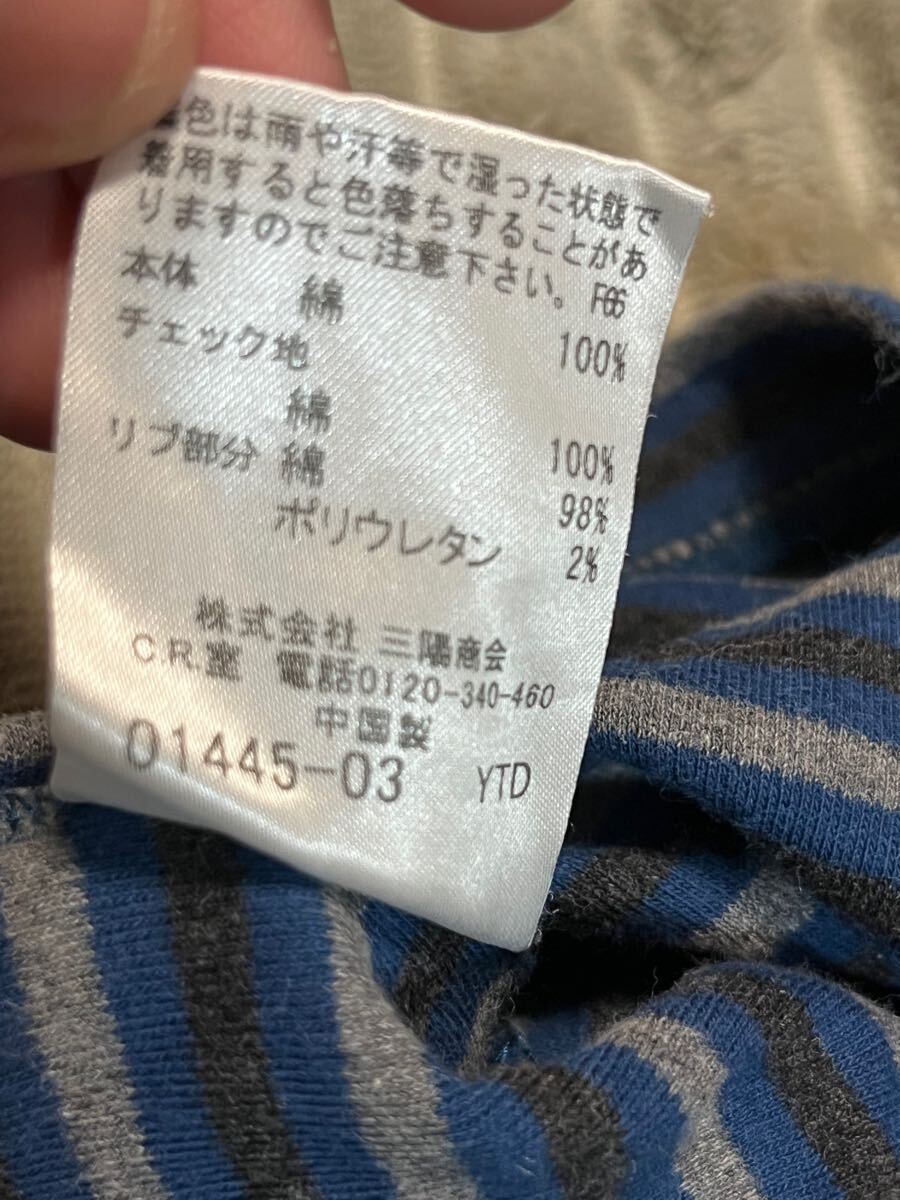 色は雨や汗等で湿った状態で
着用すると色落ちすることがあ
りますのでご注意下さい。 F66
本体 綿 100%
チェック地
綿 100%
リブ部分 綿 98%
ポリウレタン 2%
株式会社 三陽商会
C.R.室 電話0120-340-460
中国製
01445-03 YTD